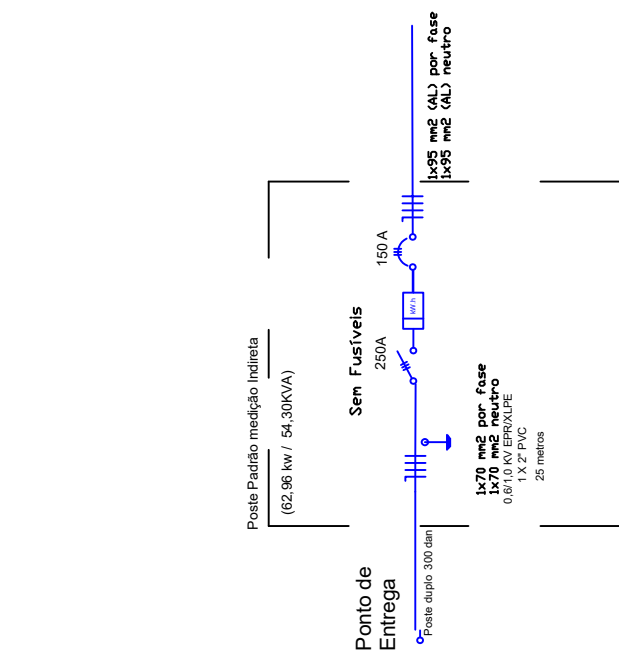 Poste Padrão medição Indireta
(62,96 kw / 54,30KVA)
Ponto de
Entrega
Poste duplo 300 dan
Sem Fusíveis
250A
kW.h
150 A
1x70 mm2 por fase
1x70 mm2 neutro
0,6/1,0 KV EPR/XLPE
1 X 2" PVC
25 metros
1x95 mm2 (AL) por fase
1x95 mm2 (AL) neutro